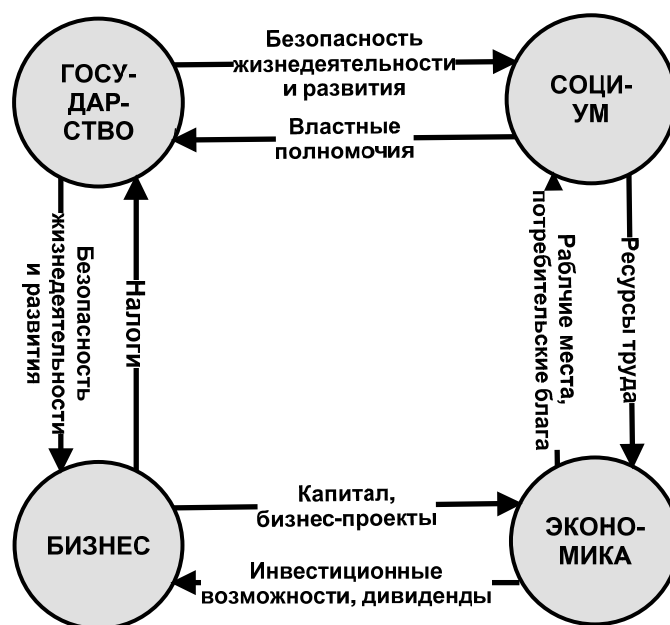 ГОСУ-
ДАР-
СТВО
Безопасность
жизнедеятельности
и развития
СОЦИ-
УМ
Властные
полномочия
Безопасность
жизнедеятельности
и развития
Налоги
Раблчие места,
потребительские блага
Ресурсы труда
БИЗНЕС
Капитал,
бизнес-проекты
ЭКОНО-
МИКА
Инвестиционные
возможности, дивиденды